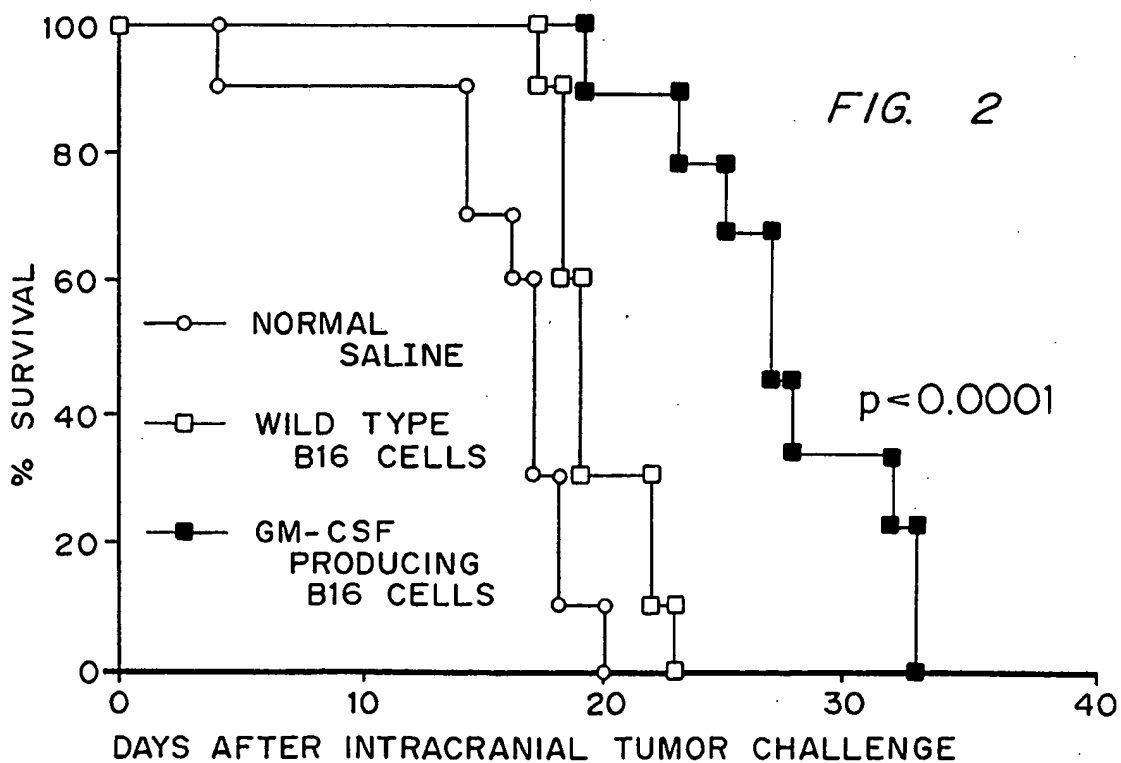 FIG. 2
100
80
60
40
20
0
% SURVIVAL
NORMAL
SALINE
WILD TYPE
B16 CELLS
GM-CSF
PRODUCING
B16 CELLS
p<0.0001
0 10 20 30 40
DAYS AFTER INTRACRANIAL TUMOR CHALLENGE